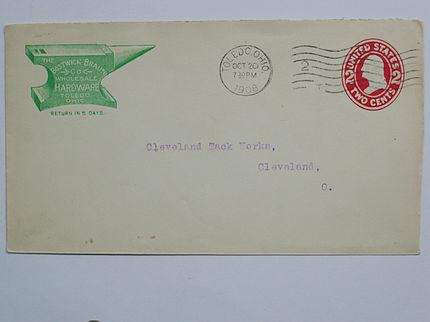 THE
BOSTWICK-BRAUN
CO.
WHOLESALE
HARDWARE
TOLEDO
OHIO
RETURN IN 5 DAYS.
TOLEDO, OHIO
OCT 20
7 30 PM
1908
2
T
UNITED STATES
2 2
TWO CENTS
Cleveland Tack Works,
Cleveland,
O.